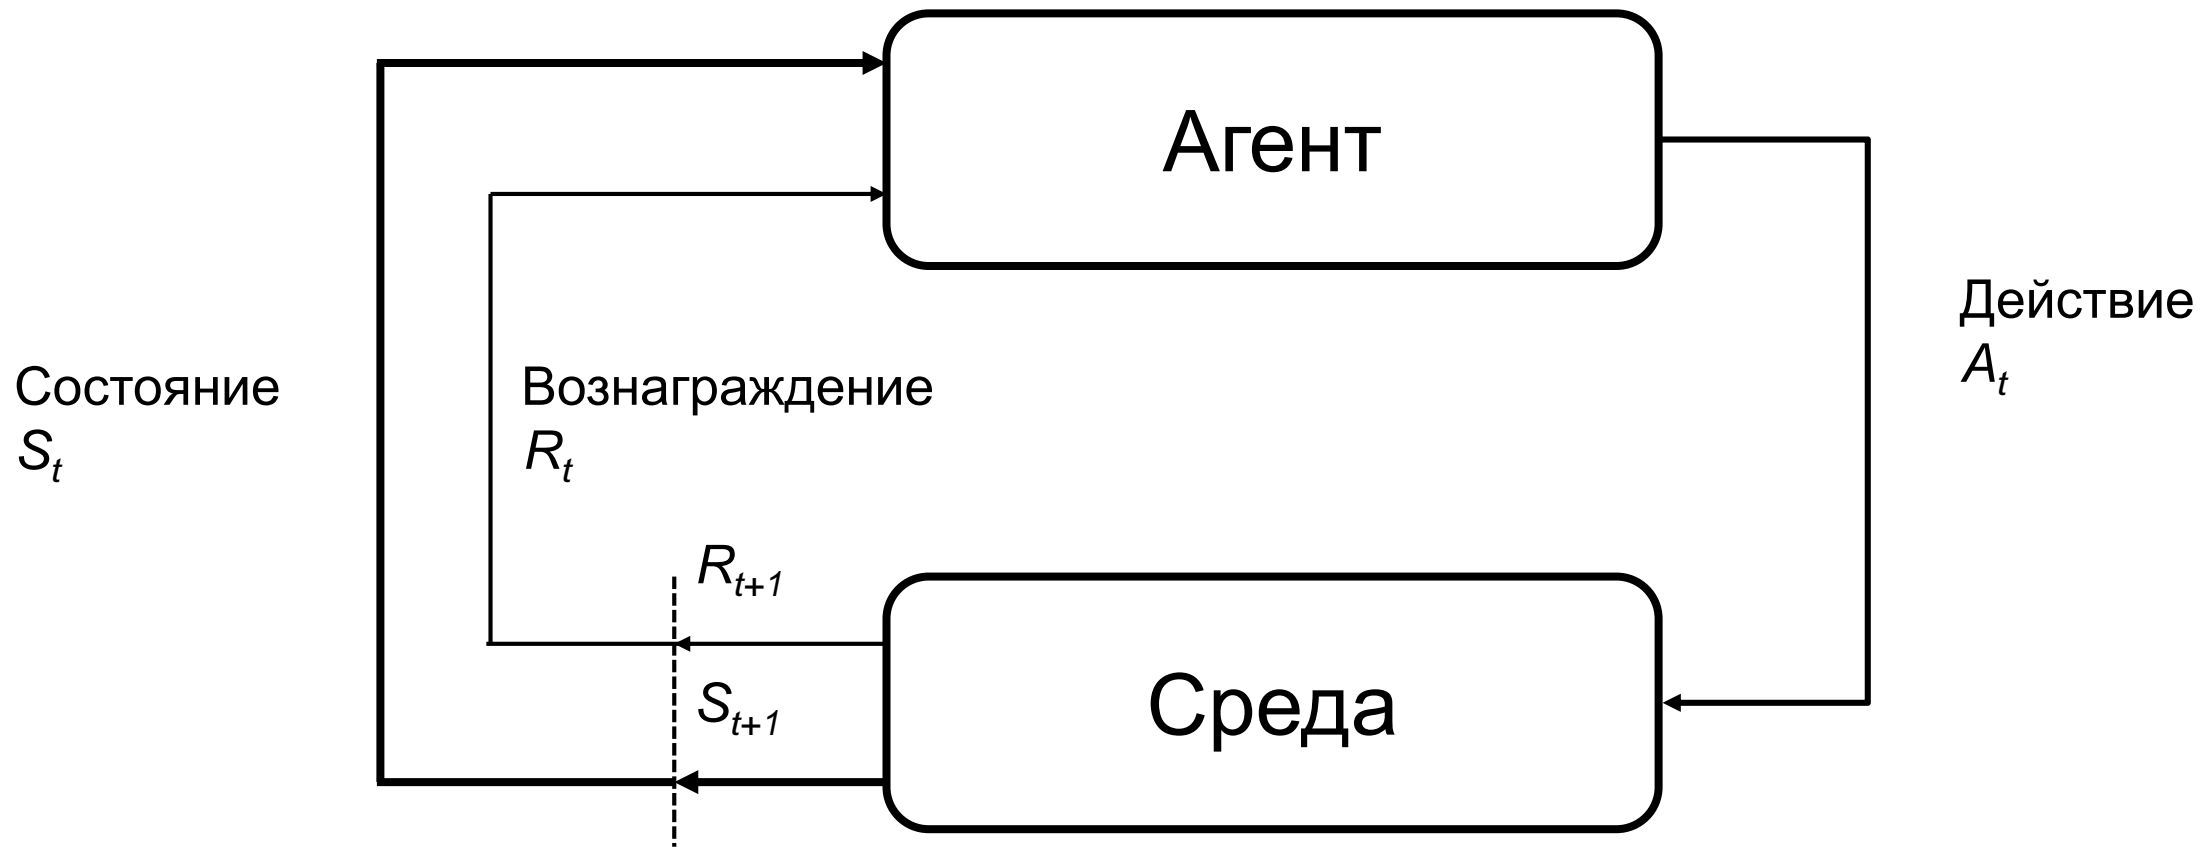 Агент
Действие
A_t
Состояние
S_t
Вознаграждение
R_t
R_{t+1}
S_{t+1}
Среда